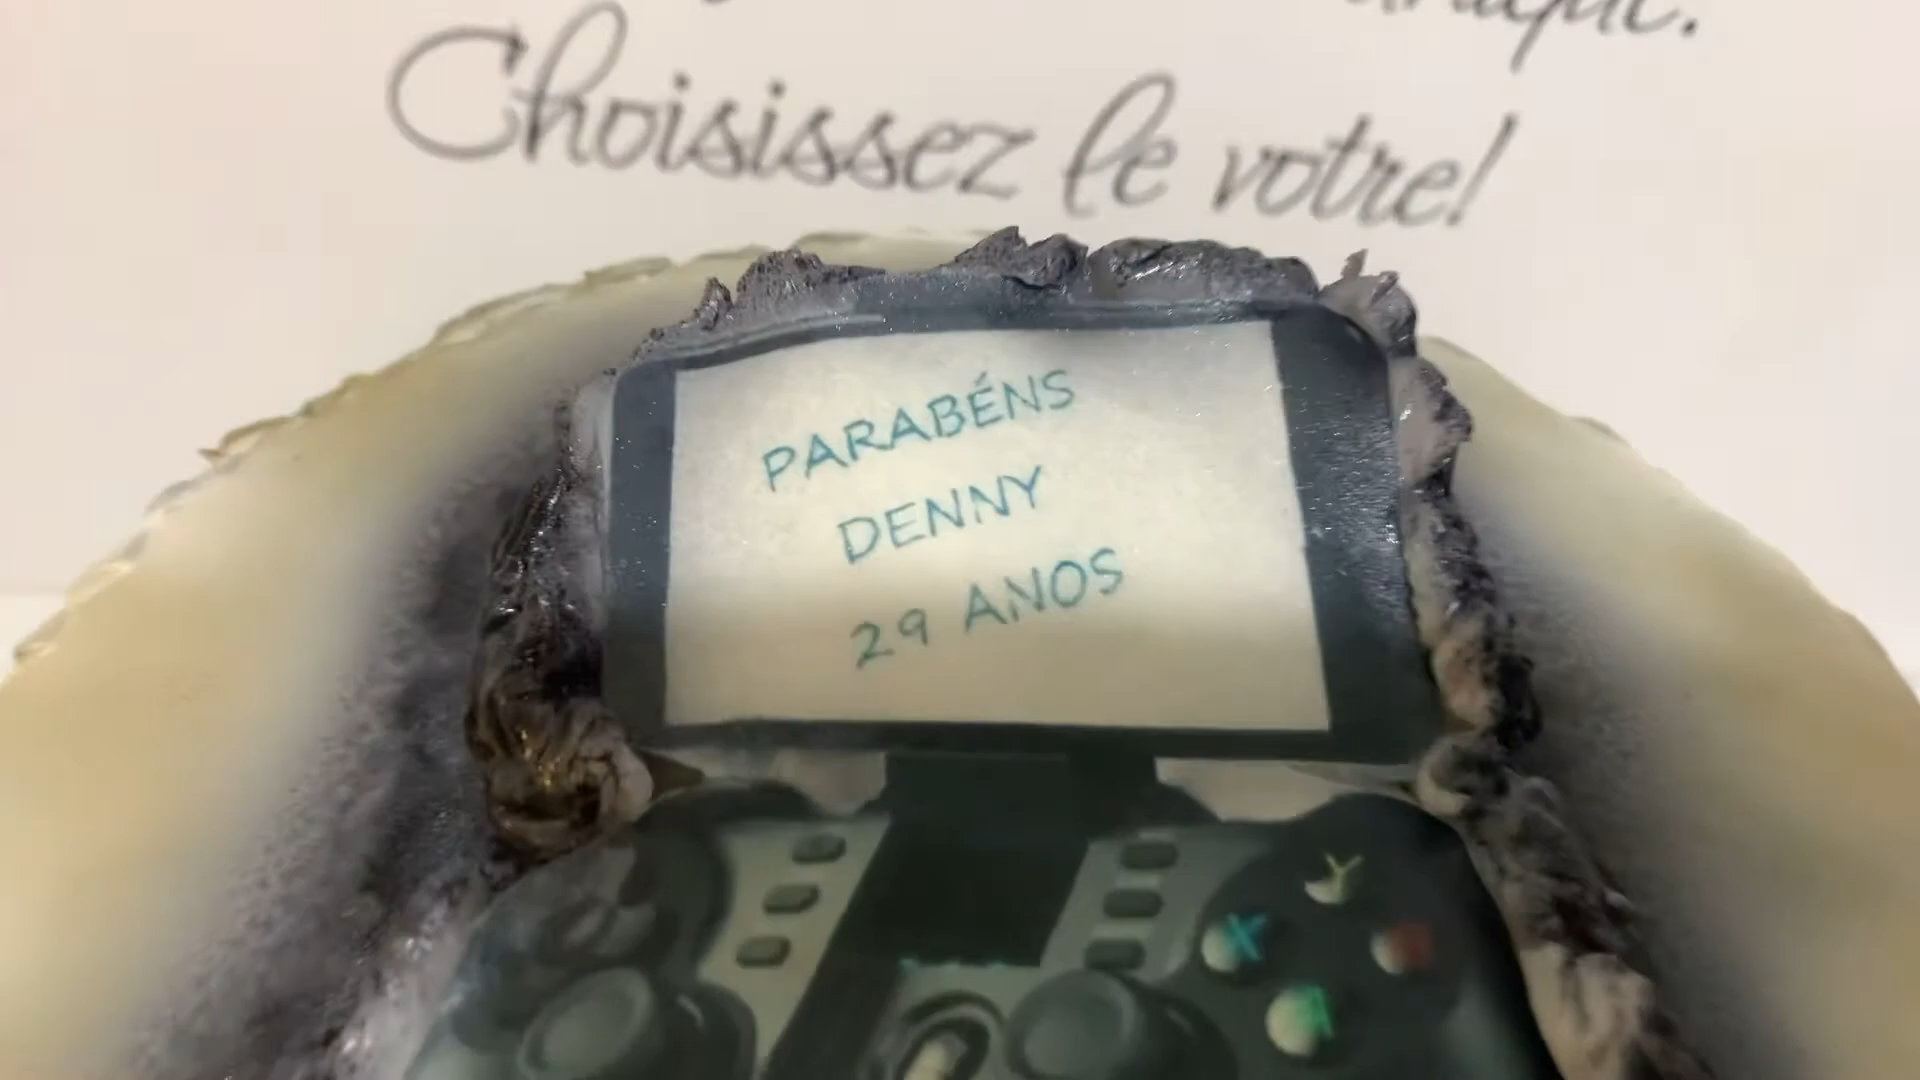 Choisissez le votre!
PARABÉNS
DENNY
29 ANOS
Y
X
A